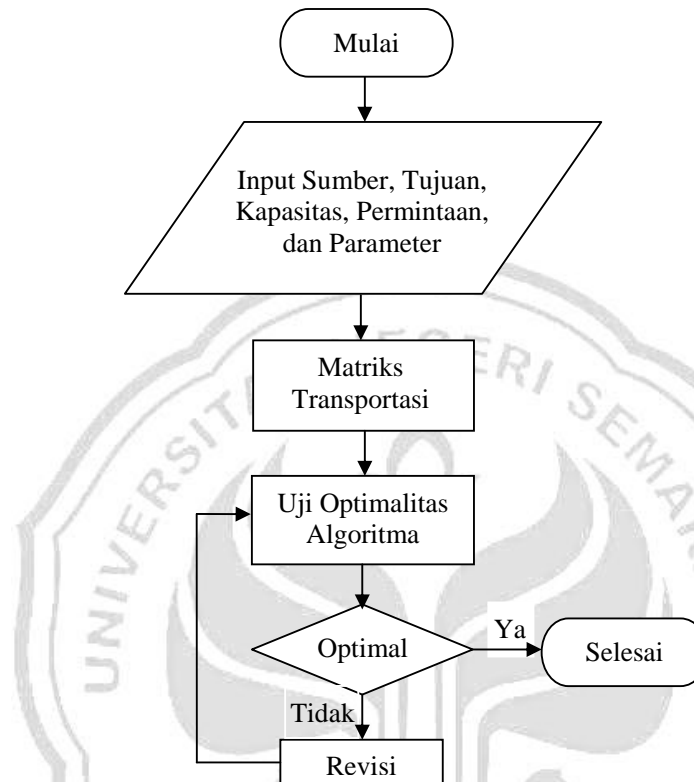 Mulai
Input Sumber, Tujuan,
Kapasitas, Permintaan,
dan Parameter
Matriks
Transportasi
Uji Optimalitas
Algoritma
Optimal
Ya
Selesai
Tidak
Revisi